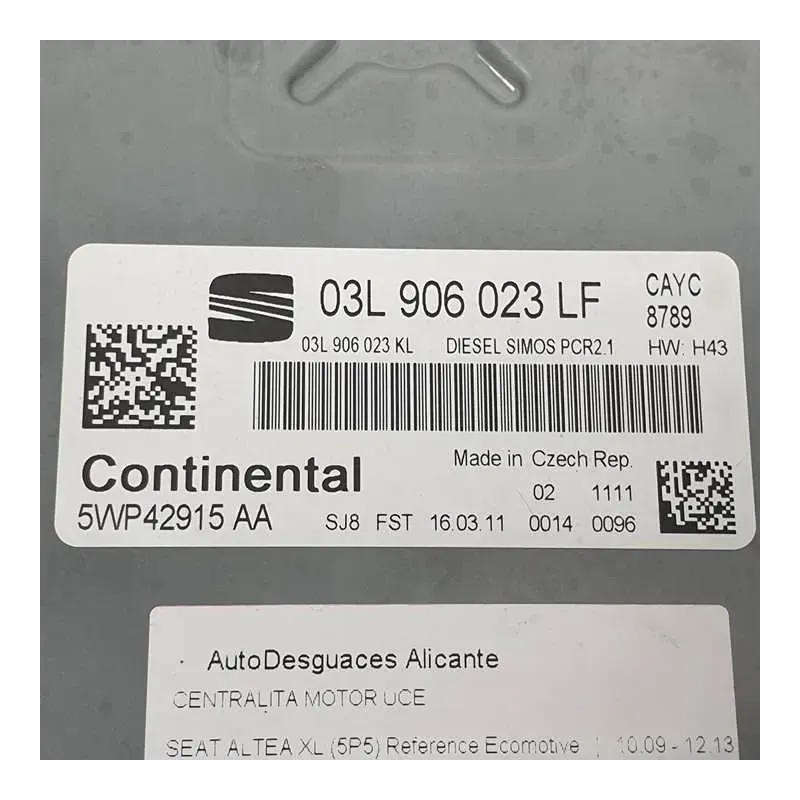 03L 906 023 LF CAYC
8789
03L 906 023 KL DIESEL SIMOS PCR2.1 HW: H43
Continental Made in Czech Rep.
02 1111
5WP42915 AA SJ8 FST 16.03.11 0014 0096
· AutoDesguaces Alicante
CENTRALITA MOTOR UCE
SEAT ALTEA XL (5P5) Reference Ecomotive | 10.09 - 12.13